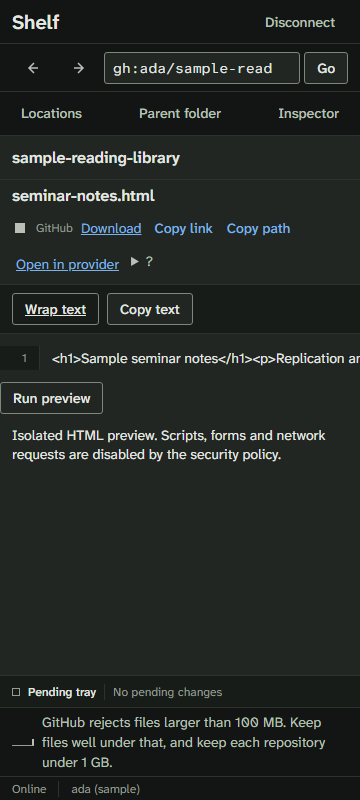 Shelf
Disconnect
gh:ada/sample-read
Go
Locations
Parent folder
Inspector
sample-reading-library
seminar-notes.html
GitHub
Download
Copy link
Copy path
Open in provider
?
Wrap text
Copy text
1
<h1>Sample seminar notes</h1><p>Replication ar
Run preview
Isolated HTML preview. Scripts, forms and network
requests are disabled by the security policy.
Pending tray
No pending changes
GitHub rejects files larger than 100 MB. Keep
files well under that, and keep each repository
under 1 GB.
Online
ada (sample)